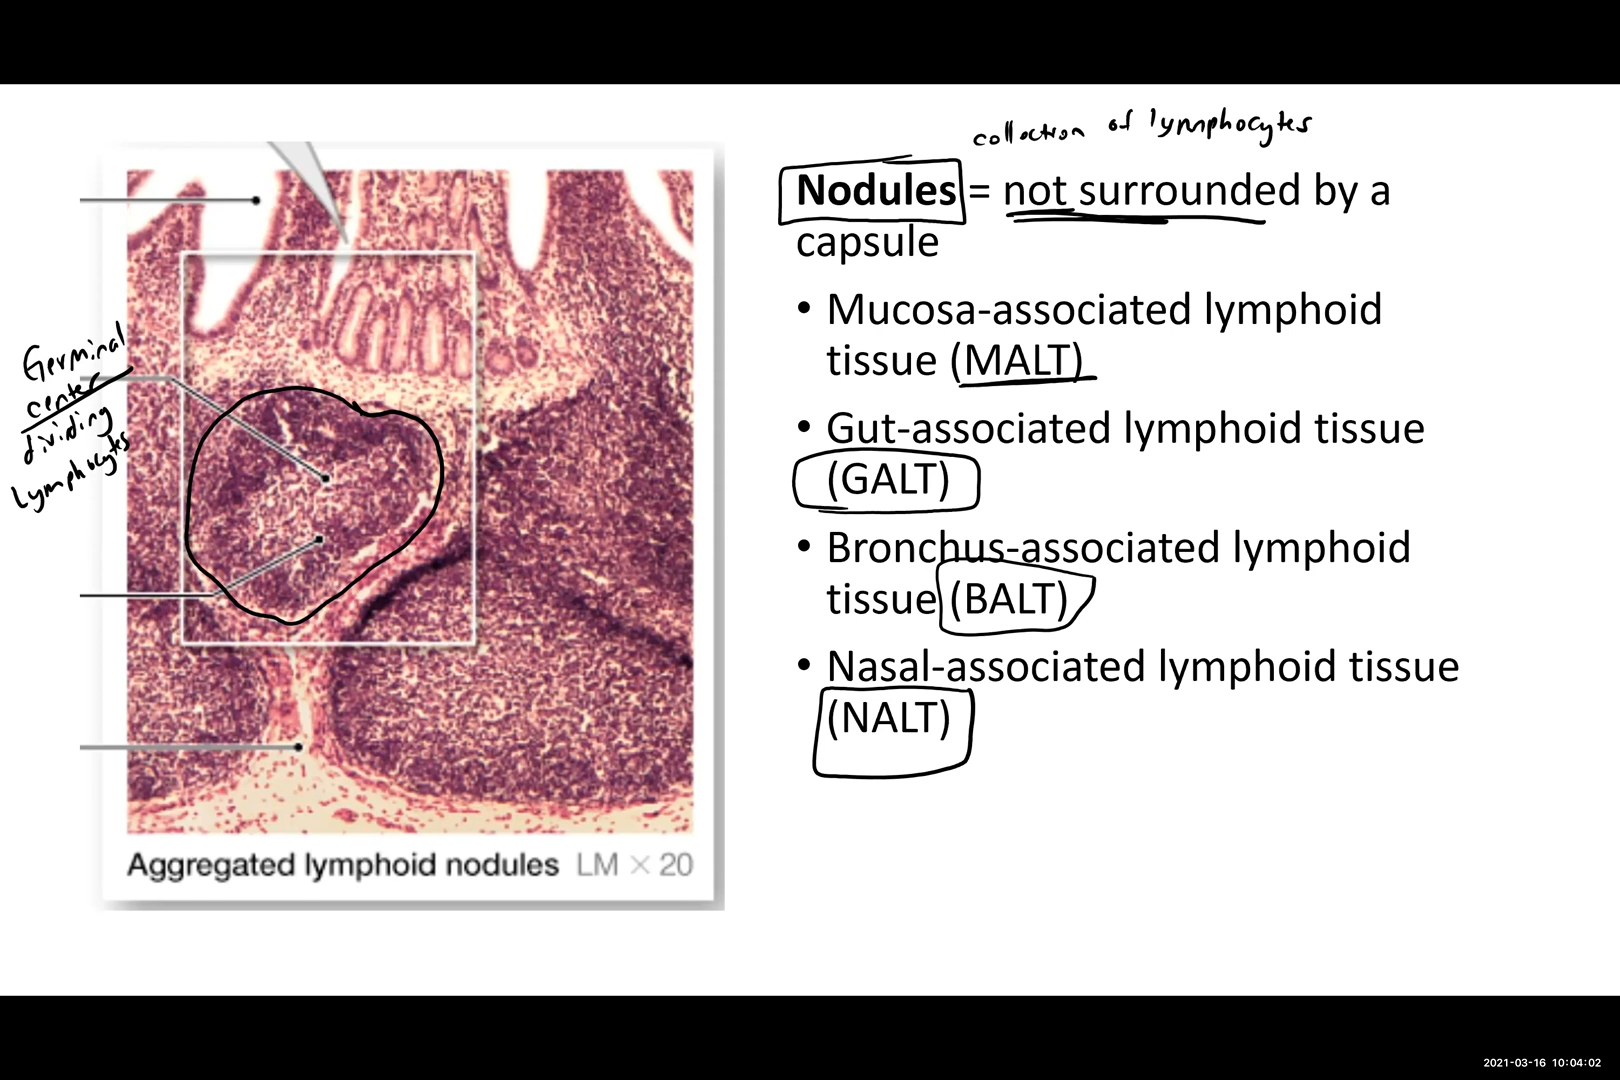 collection of lymphocytes
Nodules = not surrounded by a
capsule
• Mucosa-associated lymphoid
tissue (MALT)
• Gut-associated lymphoid tissue
(GALT)
• Bronchus-associated lymphoid
tissue (BALT)
• Nasal-associated lymphoid tissue
(NALT)
Germinal
center
dividing
lymphocytes
Aggregated lymphoid nodules LM × 20
2021-03-16 10:04:02